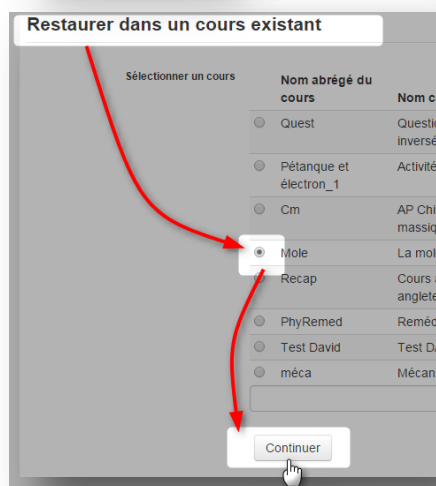 Restaurer dans un cours existant
Sélectionner un cours
Nom abrégé du
cours
Nom c
Quest
Questi
inversé
Pétanque et
électron_1
Activité
Cm
AP Chi
massiq
Mole
La mol
Recap
Cours
anglete
PhyRemed
Reméd
Test David
Test D
méca
Mécan
Continuer